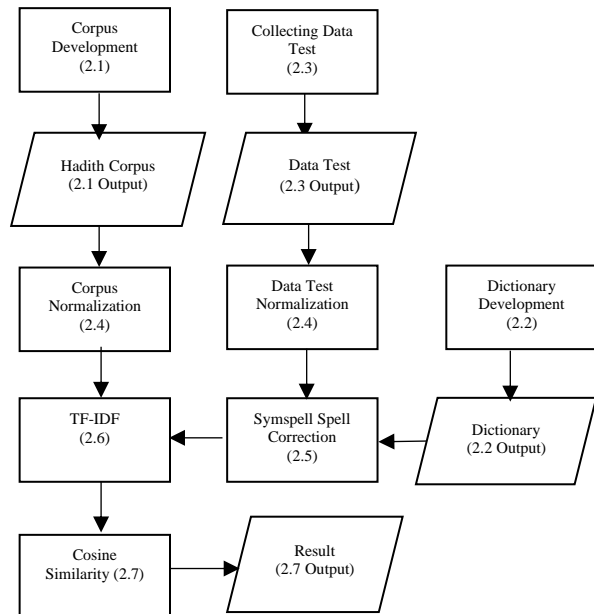 Corpus
Development
(2.1)
Collecting Data
Test
(2.3)
Hadith Corpus
(2.1 Output)
Data Test
(2.3 Output)
Corpus
Normalization
(2.4)
Data Test
Normalization
(2.4)
Dictionary
Development
(2.2)
TF-IDF
(2.6)
Symspell Spell
Correction
(2.5)
Dictionary
(2.2 Output)
Cosine
Similarity (2.7)
Result
(2.7 Output)